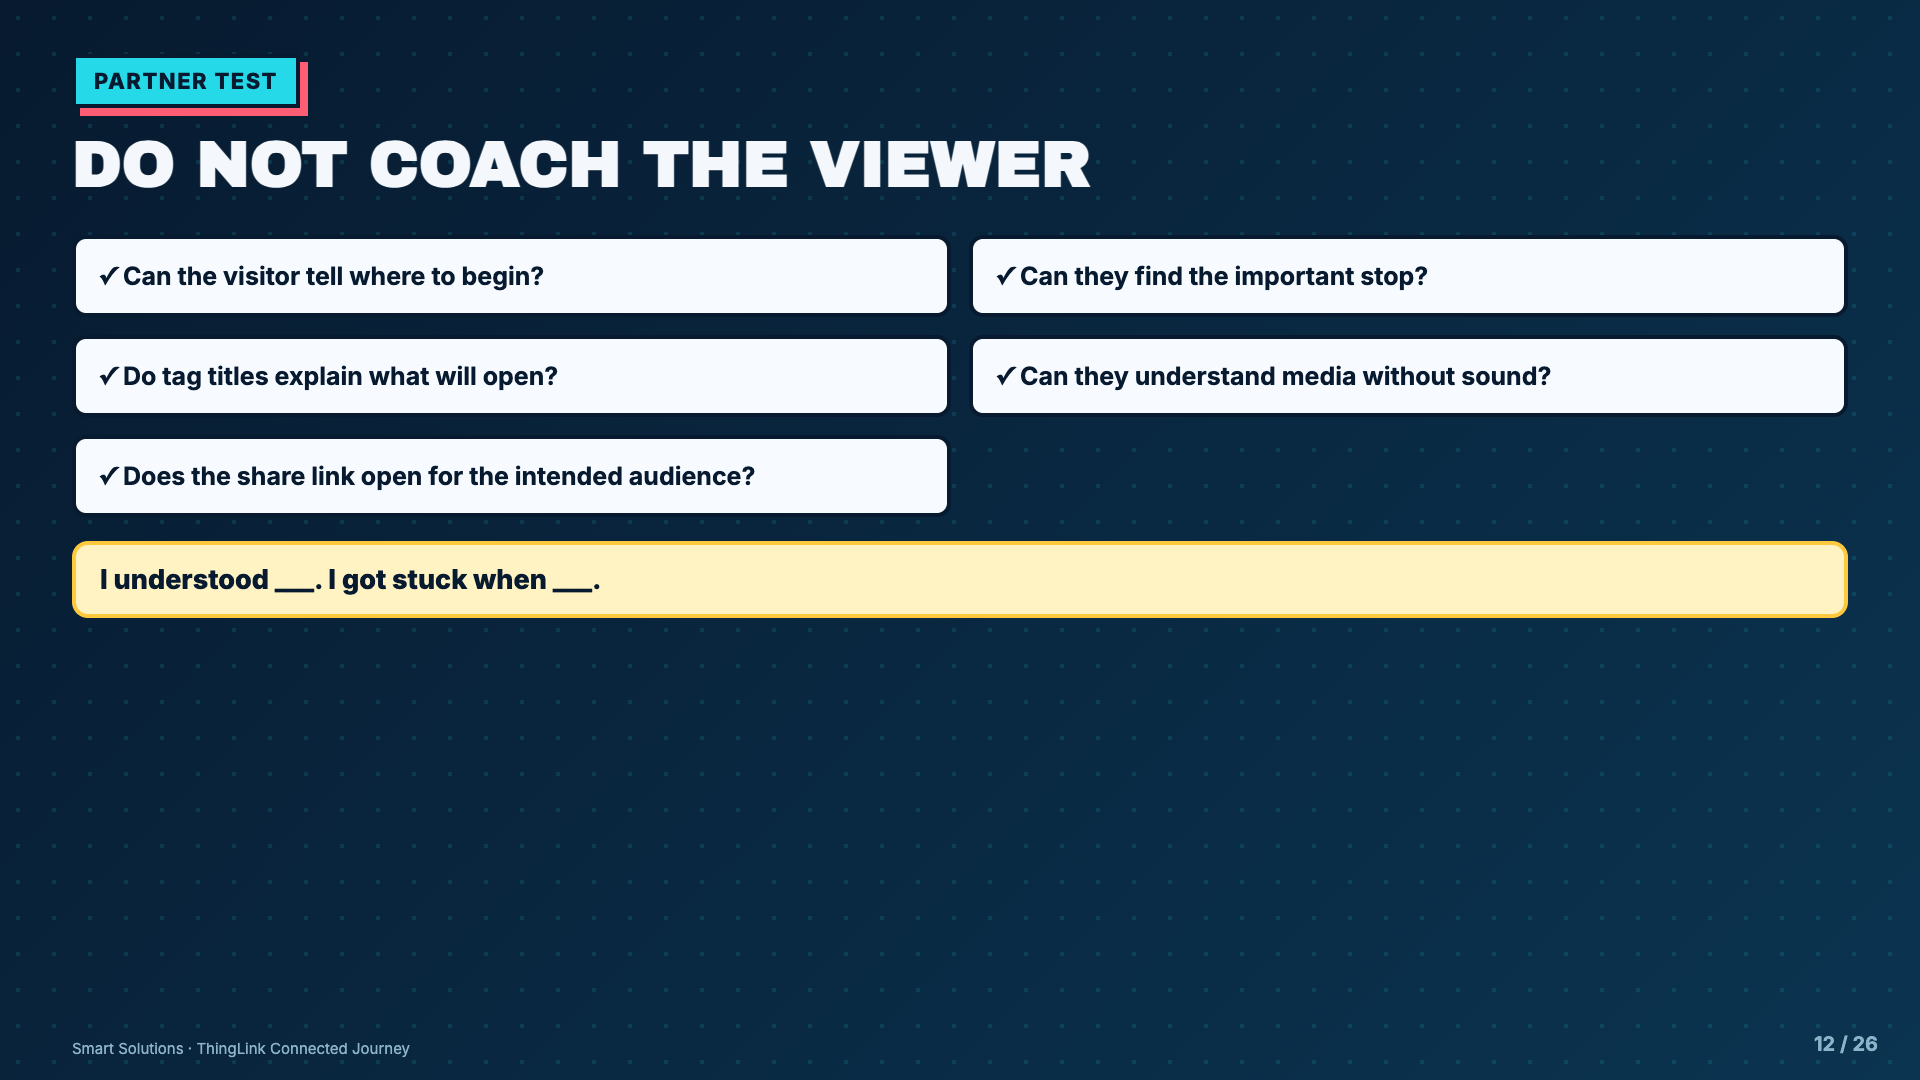 PARTNER TEST
DO NOT COACH THE VIEWER
✓ Can the visitor tell where to begin?
✓ Can they find the important stop?
✓ Do tag titles explain what will open?
✓ Can they understand media without sound?
✓ Does the share link open for the intended audience?
I understood ___. I got stuck when ___.
Smart Solutions · ThingLink Connected Journey
12 / 26